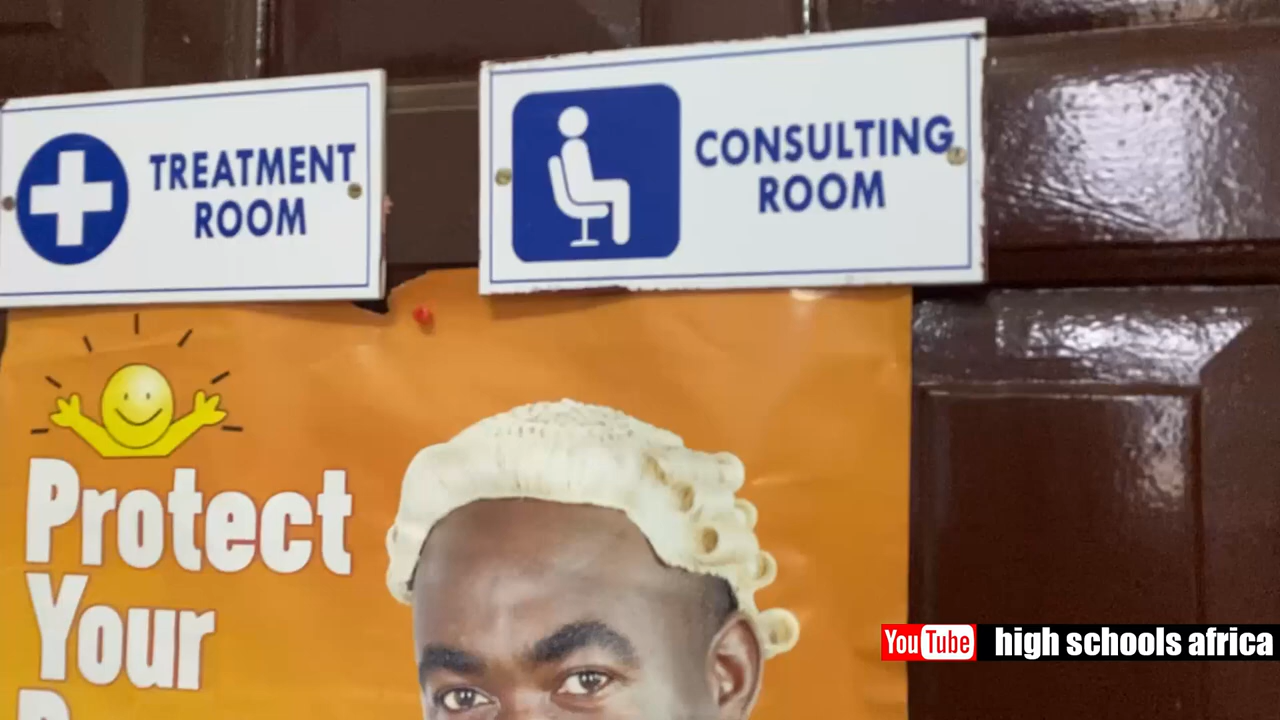 TREATMENT
ROOM
CONSULTING
ROOM
Protect
Your
YouTube high schools africa